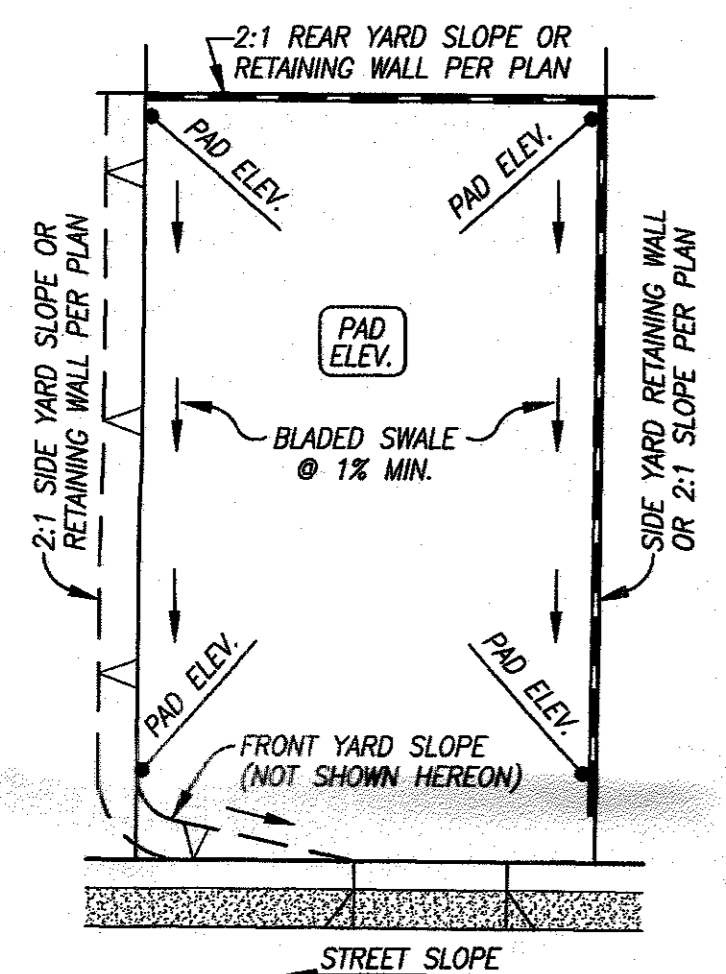 2:1 REAR YARD SLOPE OR
RETAINING WALL PER PLAN
PAD ELEV.
PAD ELEV.
2:1 SIDE YARD SLOPE OR
RETAINING WALL PER PLAN
PAD
ELEV.
SIDE YARD RETAINING WALL
OR 2:1 SLOPE PER PLAN
BLADED SWALE
@ 1% MIN.
PAD ELEV.
PAD ELEV.
FRONT YARD SLOPE
(NOT SHOWN HEREON)
STREET SLOPE